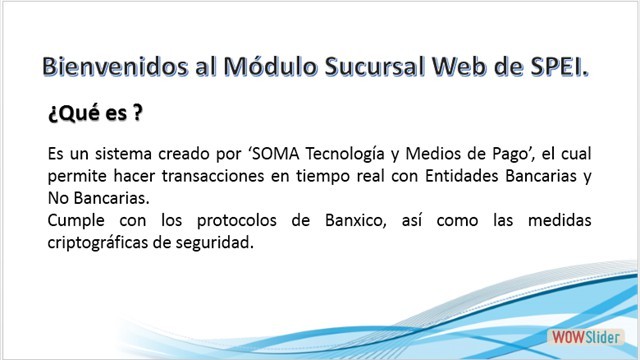 Bienvenidos al Módulo Sucursal Web de SPEI.
¿Qué es ?
Es un sistema creado por ‘SOMA Tecnología y Medios de Pago’, el cual
permite hacer transacciones en tiempo real con Entidades Bancarias y
No Bancarias.
Cumple con los protocolos de Banxico, así como las medidas
criptográficas de seguridad.
WOWSlider